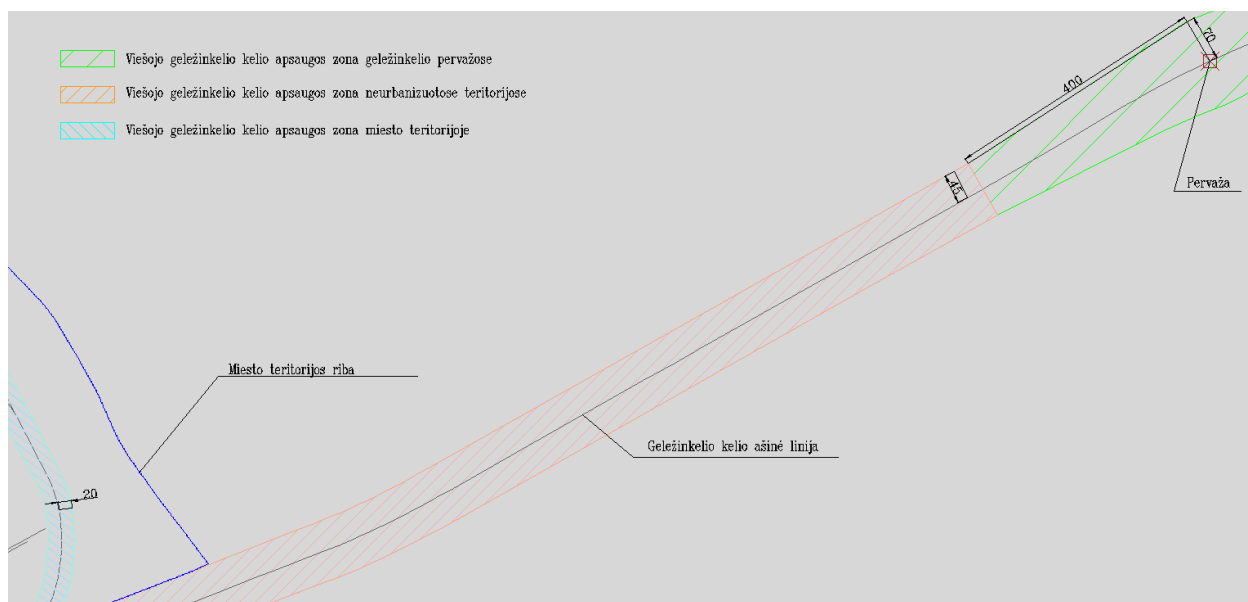 Viešojo geležinkelio kelio apsaugos zona geležinkelio pervažose
Viešojo geležinkelio kelio apsaugos zona neurbanizuotose teritorijose
Viešojo geležinkelio kelio apsaugos zona miesto teritorijoje
70
400
45
Pervaža
Miesto teritorijos riba
Geležinkelio kelio ašinė linija
20